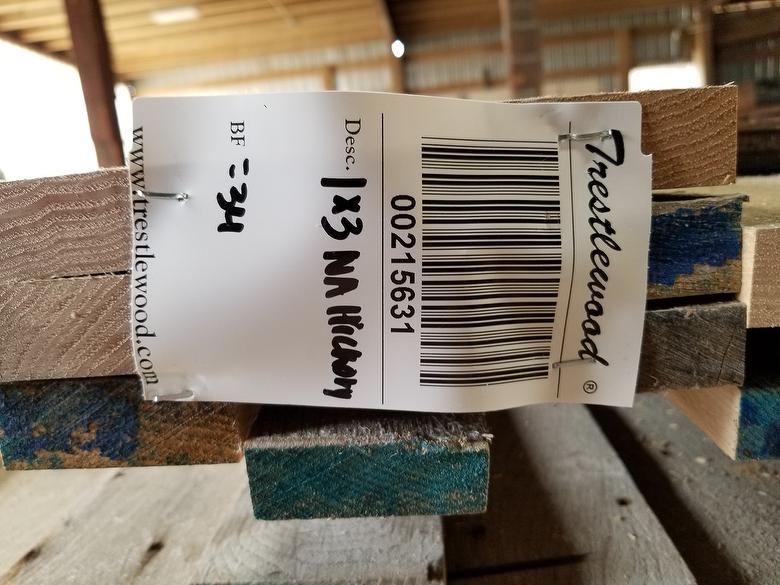 Trestlewood®
00215631
Desc. 1x3 NA Hickory
BF = 34
www.trestlewood.com